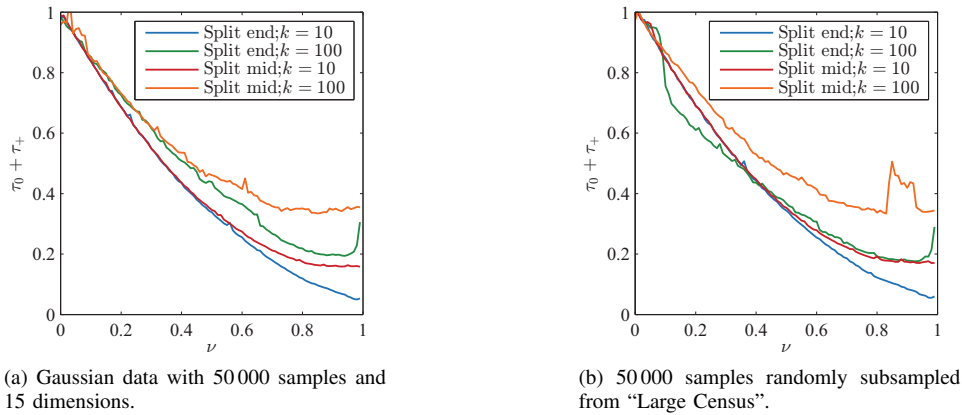 1
0.8
0.6
0.4
0.2
0
τ₀ + τ₊
Split end;k = 10
Split end;k = 100
Split mid;k = 10
Split mid;k = 100
0 0.2 0.4 0.6 0.8 1
ν
(a) Gaussian data with 50 000 samples and
15 dimensions.
1
0.8
0.6
0.4
0.2
0
τ₀ + τ₊
Split end;k = 10
Split end;k = 100
Split mid;k = 10
Split mid;k = 100
0 0.2 0.4 0.6 0.8 1
ν
(b) 50 000 samples randomly subsampled
from “Large Census”.